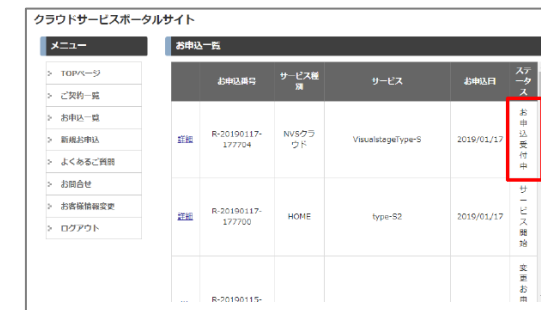 クラウドサービスポータルサイト
メニュー
> TOPページ
> ご契約一覧
> お申込一覧
> 新規お申込
> よくあるご質問
> お問合せ
> お客様情報変更
> ログアウト
お申込一覧
お申込番号 サービス種別 サービス お申込日 ステータス
詳細 R-20190117-177704 NVSクラウド VisualstageType-S 2019/01/17 お申込受付中
詳細 R-20190117-177700 HOME type-S2 2019/01/17 サービス開始
R-20190115- 変更お申